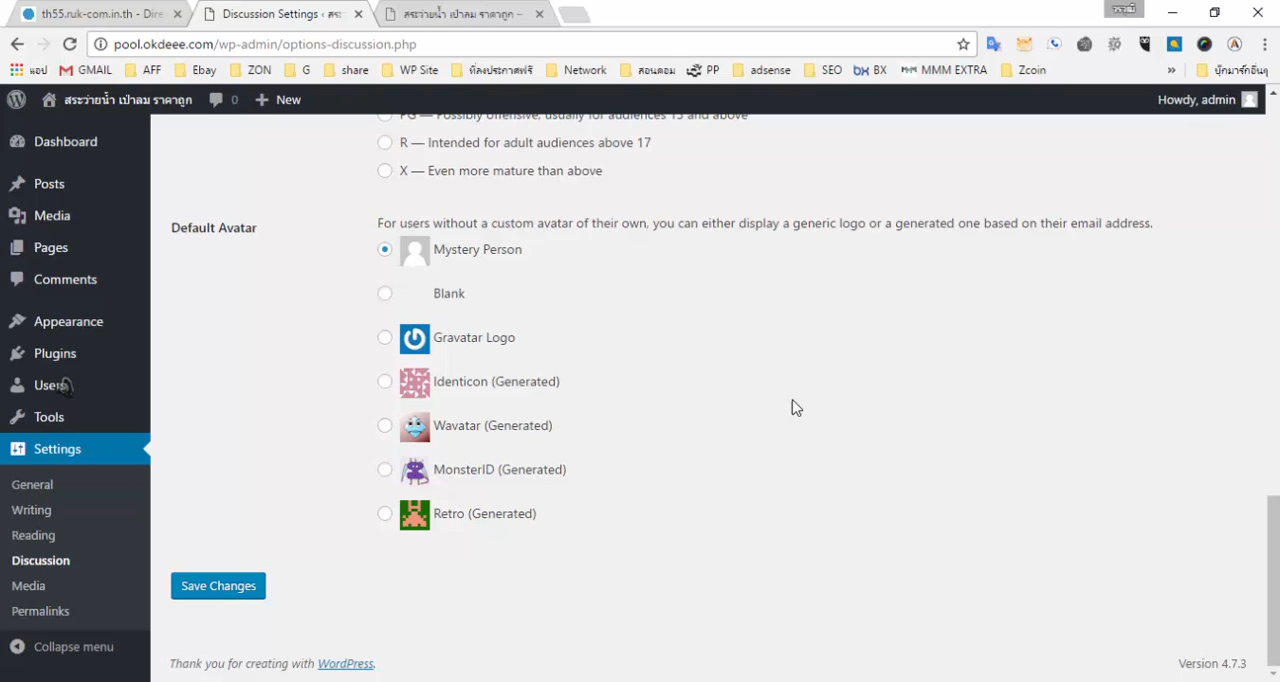 th55.ruk-com.in.th - Dire
Discussion Settings ‹ สระ
สระว่ายน้ำ เป่าลม ราคาถูก –
pool.okdeee.com/wp-admin/options-discussion.php
แอป GMAIL AFF Ebay ZON G share WP Site ที่ลงประกาศฟรี Network สอนดอม PP adsense SEO BX MMM EXTRA Zcoin » บุ๊กมาร์กอื่นๆ
สระว่ายน้ำ เป่าลม ราคาถูก 0 New Howdy, admin
Dashboard
Posts
Media
Pages
Comments
Appearance
Plugins
Users
Tools
Settings
General
Writing
Reading
Discussion
Media
Permalinks
Collapse menu
PG — Possibly offensive, usually for audiences 13 and above
R — Intended for adult audiences above 17
X — Even more mature than above
Default Avatar
For users without a custom avatar of their own, you can either display a generic logo or a generated one based on their email address.
Mystery Person
Blank
Gravatar Logo
Identicon (Generated)
Wavatar (Generated)
MonsterID (Generated)
Retro (Generated)
Save Changes
Thank you for creating with WordPress.
Version 4.7.3